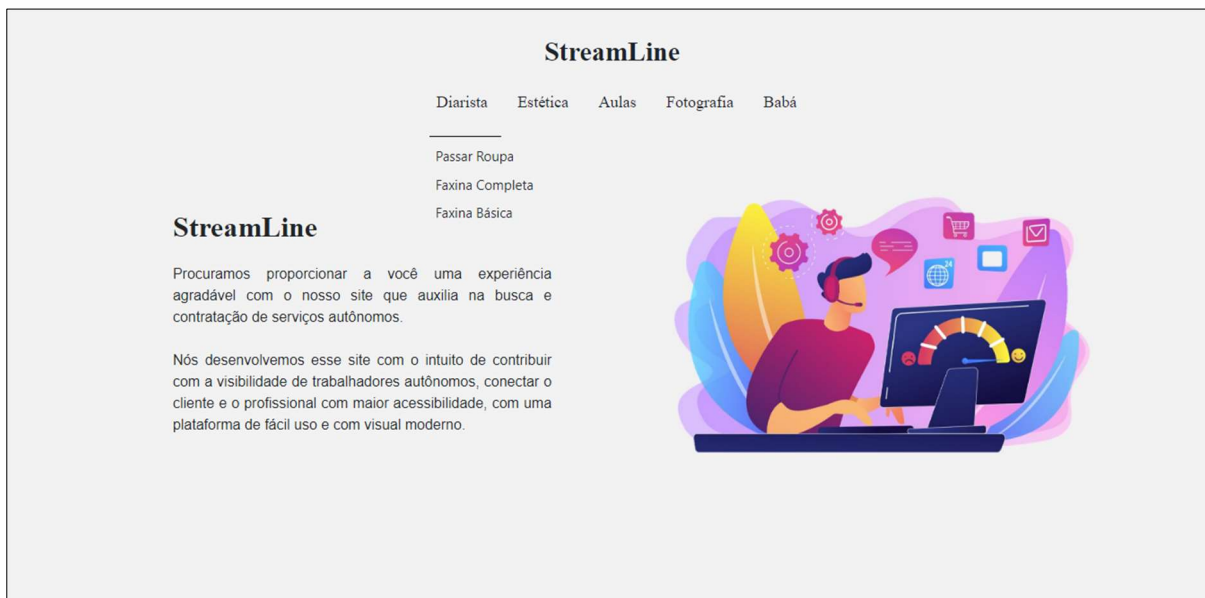 StreamLine
Diarista Estética Aulas Fotografia Babá
Passar Roupa
Faxina Completa
Faxina Básica
StreamLine
Procuramos proporcionar a você uma experiência
agradável com o nosso site que auxilia na busca e
contratação de serviços autônomos.
Nós desenvolvemos esse site com o intuito de contribuir
com a visibilidade de trabalhadores autônomos, conectar o
cliente e o profissional com maior acessibilidade, com uma
plataforma de fácil uso e com visual moderno.
24